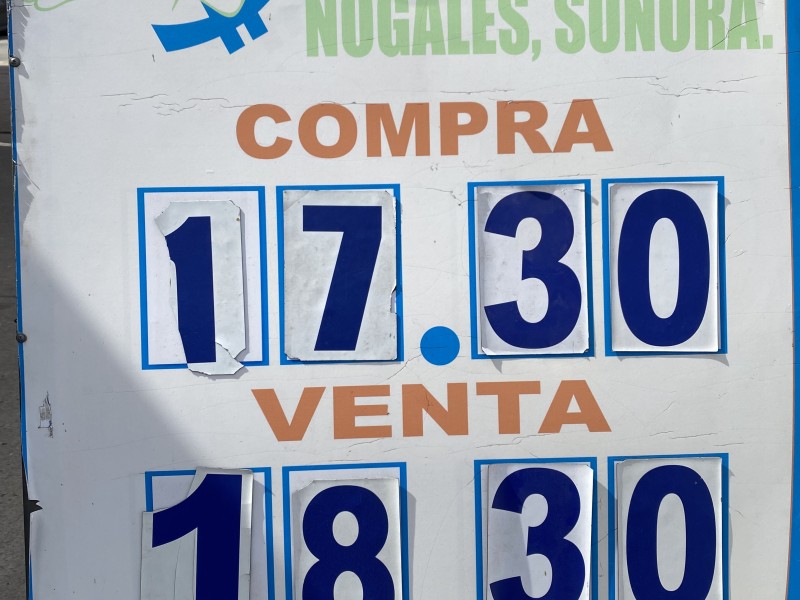 NOGALES, SONORA.
COMPRA
17.30
VENTA
18 30